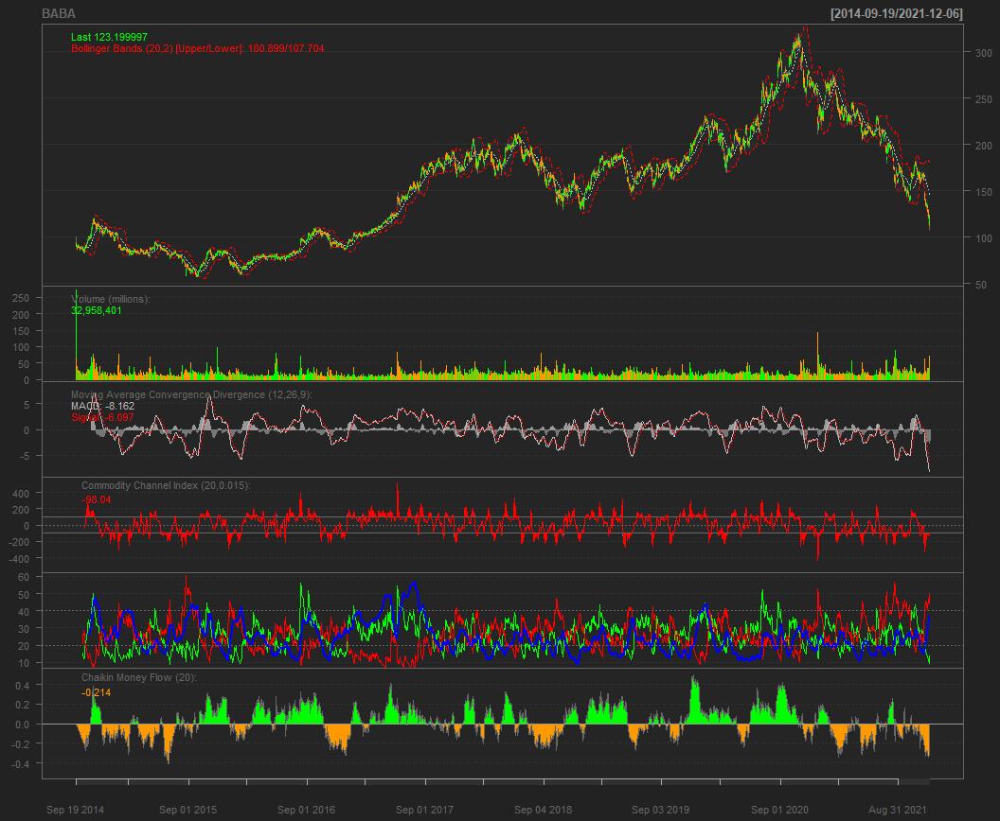 BABA
[2014-09-19/2021-12-06]
Last 123.199997
Bollinger Bands (20,2) [Upper/Lower]: 180.899/107.704
300
250
200
150
100
50
Volume (millions):
32,958,401
250
200
150
100
50
0
Moving Average Convergence Divergence (12,26,9):
MACD: -8.162
Signal: -6.097
5
0
-5
Commodity Channel Index (20,0.015):
-98.04
400
200
0
-200
-400
60
50
40
30
20
10
Chaikin Money Flow (20):
-0.214
0.4
0.2
0.0
-0.2
-0.4
Sep 19 2014
Sep 01 2015
Sep 01 2016
Sep 01 2017
Sep 04 2018
Sep 03 2019
Sep 01 2020
Aug 31 2021